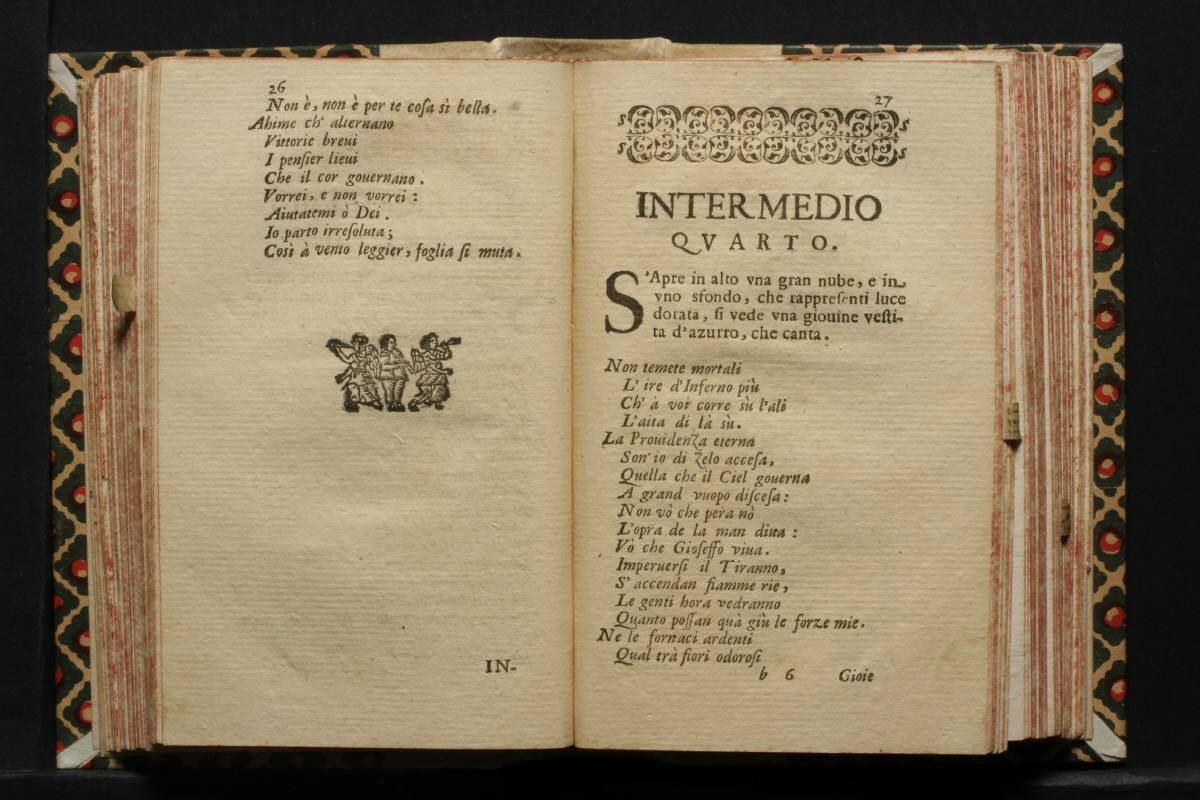 26
Non è, non è per te coſa sì bella.
Ahime ch' alternano
Vittorie breui
I penſier lieui
Che il cor gouernano.
Vorrei, e non vorrei:
Aiutatemi ò Dei.
Io parto irreſoluta;
Così à vento leggier, foglia ſi muta.
IN-
27
INTERMEDIO
QVARTO.
S'Apre in alto vna gran nube, e in
vno sfondo, che rappreſenti luce
dorata, ſi vede vna giouine veſti-
ta d'azurro, che canta.
Non temete mortali
L' ire d'Inferno più
Ch' à voi corre sù l'ali
L'aita di là sù.
La Prouidenza eterna
Son' io di Zelo acceſa,
Quella che il Ciel gouerna
A grand vuopo diſceſa:
Non vò che pera nò
L'opra de la man diua:
Vò che Gioſeffo viua.
Imperuerſi il Tiranno,
S' accendan fiamme rie,
Le genti hora vedranno
Quanto poſſan quà giù le forze mie.
Ne le fornaci ardenti
Qual trà fiori odoroſi
b 6 Gioie